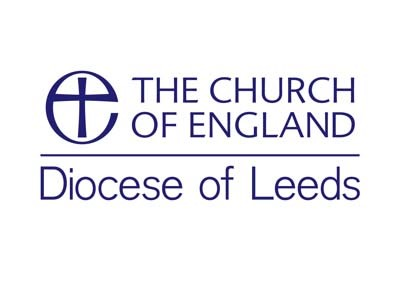 THE CHURCH
OF ENGLAND
Diocese of Leeds